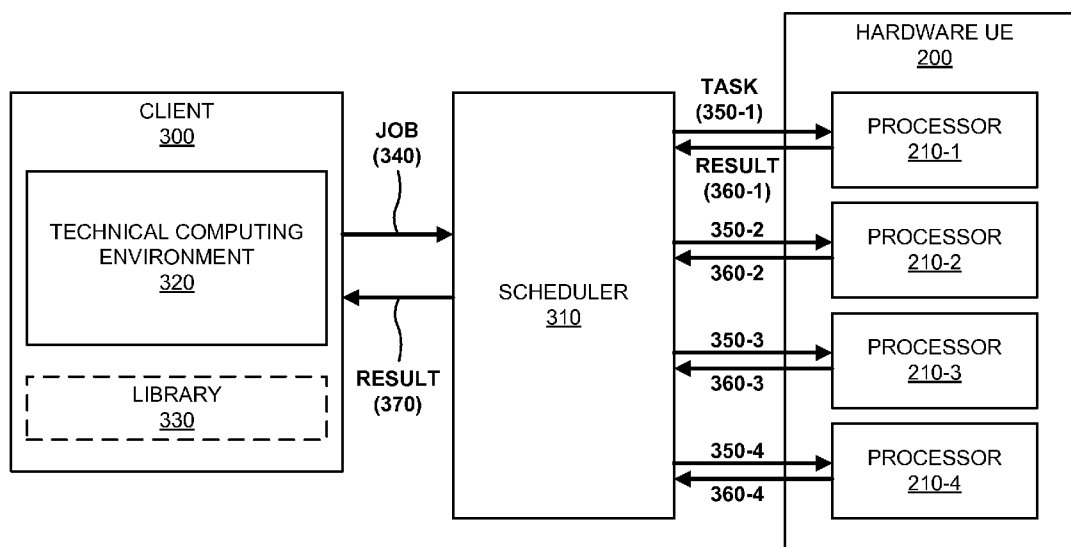 CLIENT
300
TECHNICAL COMPUTING
ENVIRONMENT
320
LIBRARY
330
JOB
(340)
RESULT
(370)
SCHEDULER
310
TASK
(350-1)
RESULT
(360-1)
350-2
360-2
350-3
360-3
350-4
360-4
HARDWARE UE
200
PROCESSOR
210-1
PROCESSOR
210-2
PROCESSOR
210-3
PROCESSOR
210-4